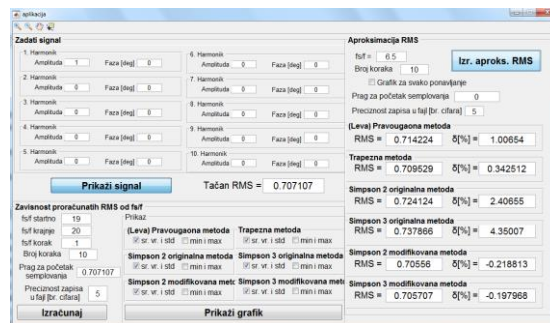 aplikacija
Zadati signal
1. Harmonik
Amplituda 1 Faza [deg] 0
2. Harmonik
Amplituda 0 Faza [deg] 0
3. Harmonik
Amplituda 0 Faza [deg] 0
4. Harmonik
Amplituda 0 Faza [deg] 0
5. Harmonik
Amplituda 0 Faza [deg] 0
6. Harmonik
Amplituda 0 Faza [deg] 0
7. Harmonik
Amplituda 0 Faza [deg] 0
8. Harmonik
Amplituda 0 Faza [deg] 0
9. Harmonik
Amplituda 0 Faza [deg] 0
10. Harmonik
Amplituda 0 Faza [deg] 0
Prikaži signal
Tačan RMS = 0.707107
Zavisnost proračunatih RMS od fs/f
fs/f startno 19
fs/f krajnje 20
fs/f korak 1
Broj koraka 10
Prag za početak
semplovanja 0.707107
Preciznost zapisa
u fajl [br. cifara] 5
Izračunaj
Prikaz
(Leva) Pravougaona metoda
sr. vr. i std min i max
Trapezna metoda
sr. vr. i std min i max
Simpson 2 originalna metoda
sr. vr. i std min i max
Simpson 3 originalna metoda
sr. vr. i std min i max
Simpson 2 modifikovana metc
sr. vr. i std min i max
Simpson 3 modifikovana metoda
sr. vr. i std min i max
Prikaži grafik
Aproksimacija RMS
fs/f = 6.5
Broj koraka 10
Izr. aproks. RMS
Grafik za svako ponavljanje
Prag za početak semplovanja 0
Preciznost zapisa u fajl [br. cifara] 5
(Leva) Pravougaona metoda
RMS = 0.714224 δ[%] = 1.00654
Trapezna metoda
RMS = 0.709529 δ[%] = 0.342512
Simpson 2 originalna metoda
RMS = 0.724124 δ[%] = 2.40655
Simpson 3 originalna metoda
RMS = 0.737866 δ[%] = 4.35007
Simpson 2 modifikovana metoda
RMS = 0.70556 δ[%] = -0.218813
Simpson 3 modifikovana metoda
RMS = 0.705707 δ[%] = -0.197968